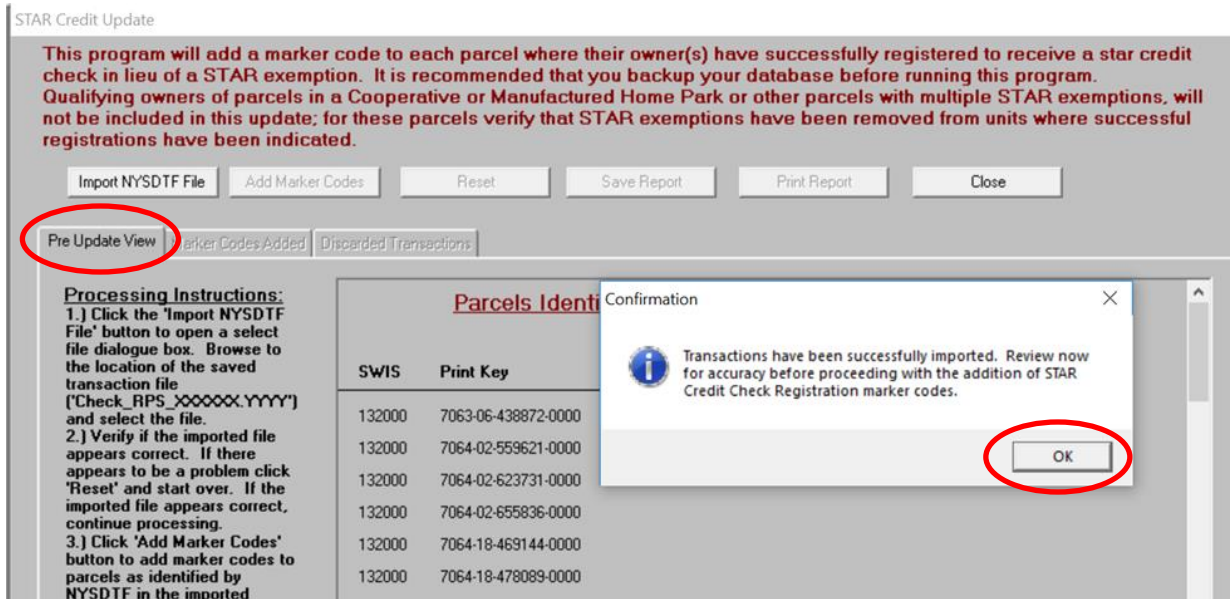 STAR Credit Update
This program will add a marker code to each parcel where their owner(s) have successfully registered to receive a star credit
check in lieu of a STAR exemption. It is recommended that you backup your database before running this program.
Qualifying owners of parcels in a Cooperative or Manufactured Home Park or other parcels with multiple STAR exemptions, will
not be included in this update; for these parcels verify that STAR exemptions have been removed from units where successful
registrations have been indicated.
Import NYSDTF File Add Marker Codes Reset Save Report Print Report Close
Pre Update View Marker Codes Added Discarded Transactions
Processing Instructions:
1.) Click the 'Import NYSDTF
File' button to open a select
file dialogue box. Browse to
the location of the saved
transaction file
('Check_RPS_XXXXXX.YYYY')
and select the file.
2.) Verify if the imported file
appears correct. If there
appears to be a problem click
'Reset' and start over. If the
imported file appears correct,
continue processing.
3.) Click 'Add Marker Codes'
button to add marker codes to
parcels as identified by
NYSDTF in the imported
Parcels Identi
SWIS Print Key
132000 7063-06-438872-0000
132000 7064-02-559621-0000
132000 7064-02-623731-0000
132000 7064-02-655836-0000
132000 7064-18-469144-0000
132000 7064-18-478089-0000
Confirmation
Transactions have been successfully imported. Review now
for accuracy before proceeding with the addition of STAR
Credit Check Registration marker codes.
OK